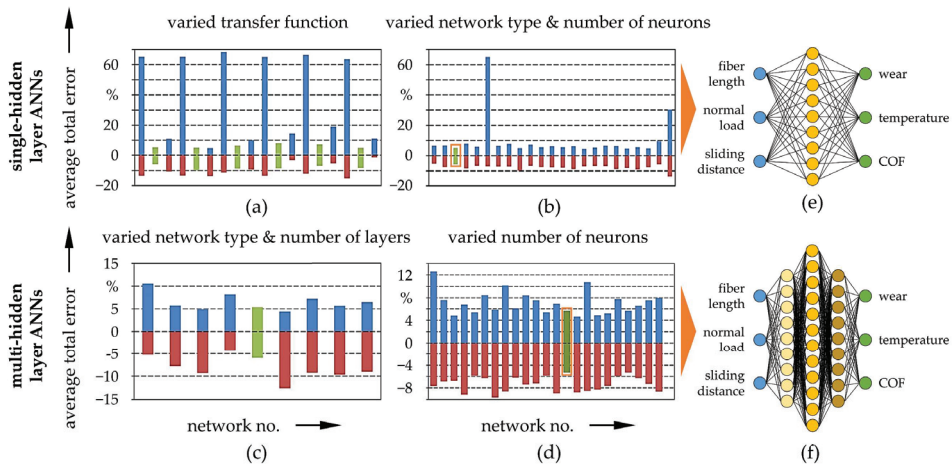 single-hidden
layer ANNs
average total error
varied transfer function
60
%
20
10
0
−20
(a)
varied network type & number of neurons
60
%
20
10
0
−20
(b)
fiber
length
normal
load
sliding
distance
wear
temperature
COF
(e)
multi-hidden
layer ANNs
average total error
varied network type & number of layers
15
%
5
0
−5
−10
−15
network no.
(c)
varied number of neurons
12
%
4
0
−4
−8
network no.
(d)
fiber
length
normal
load
sliding
distance
wear
temperature
COF
(f)